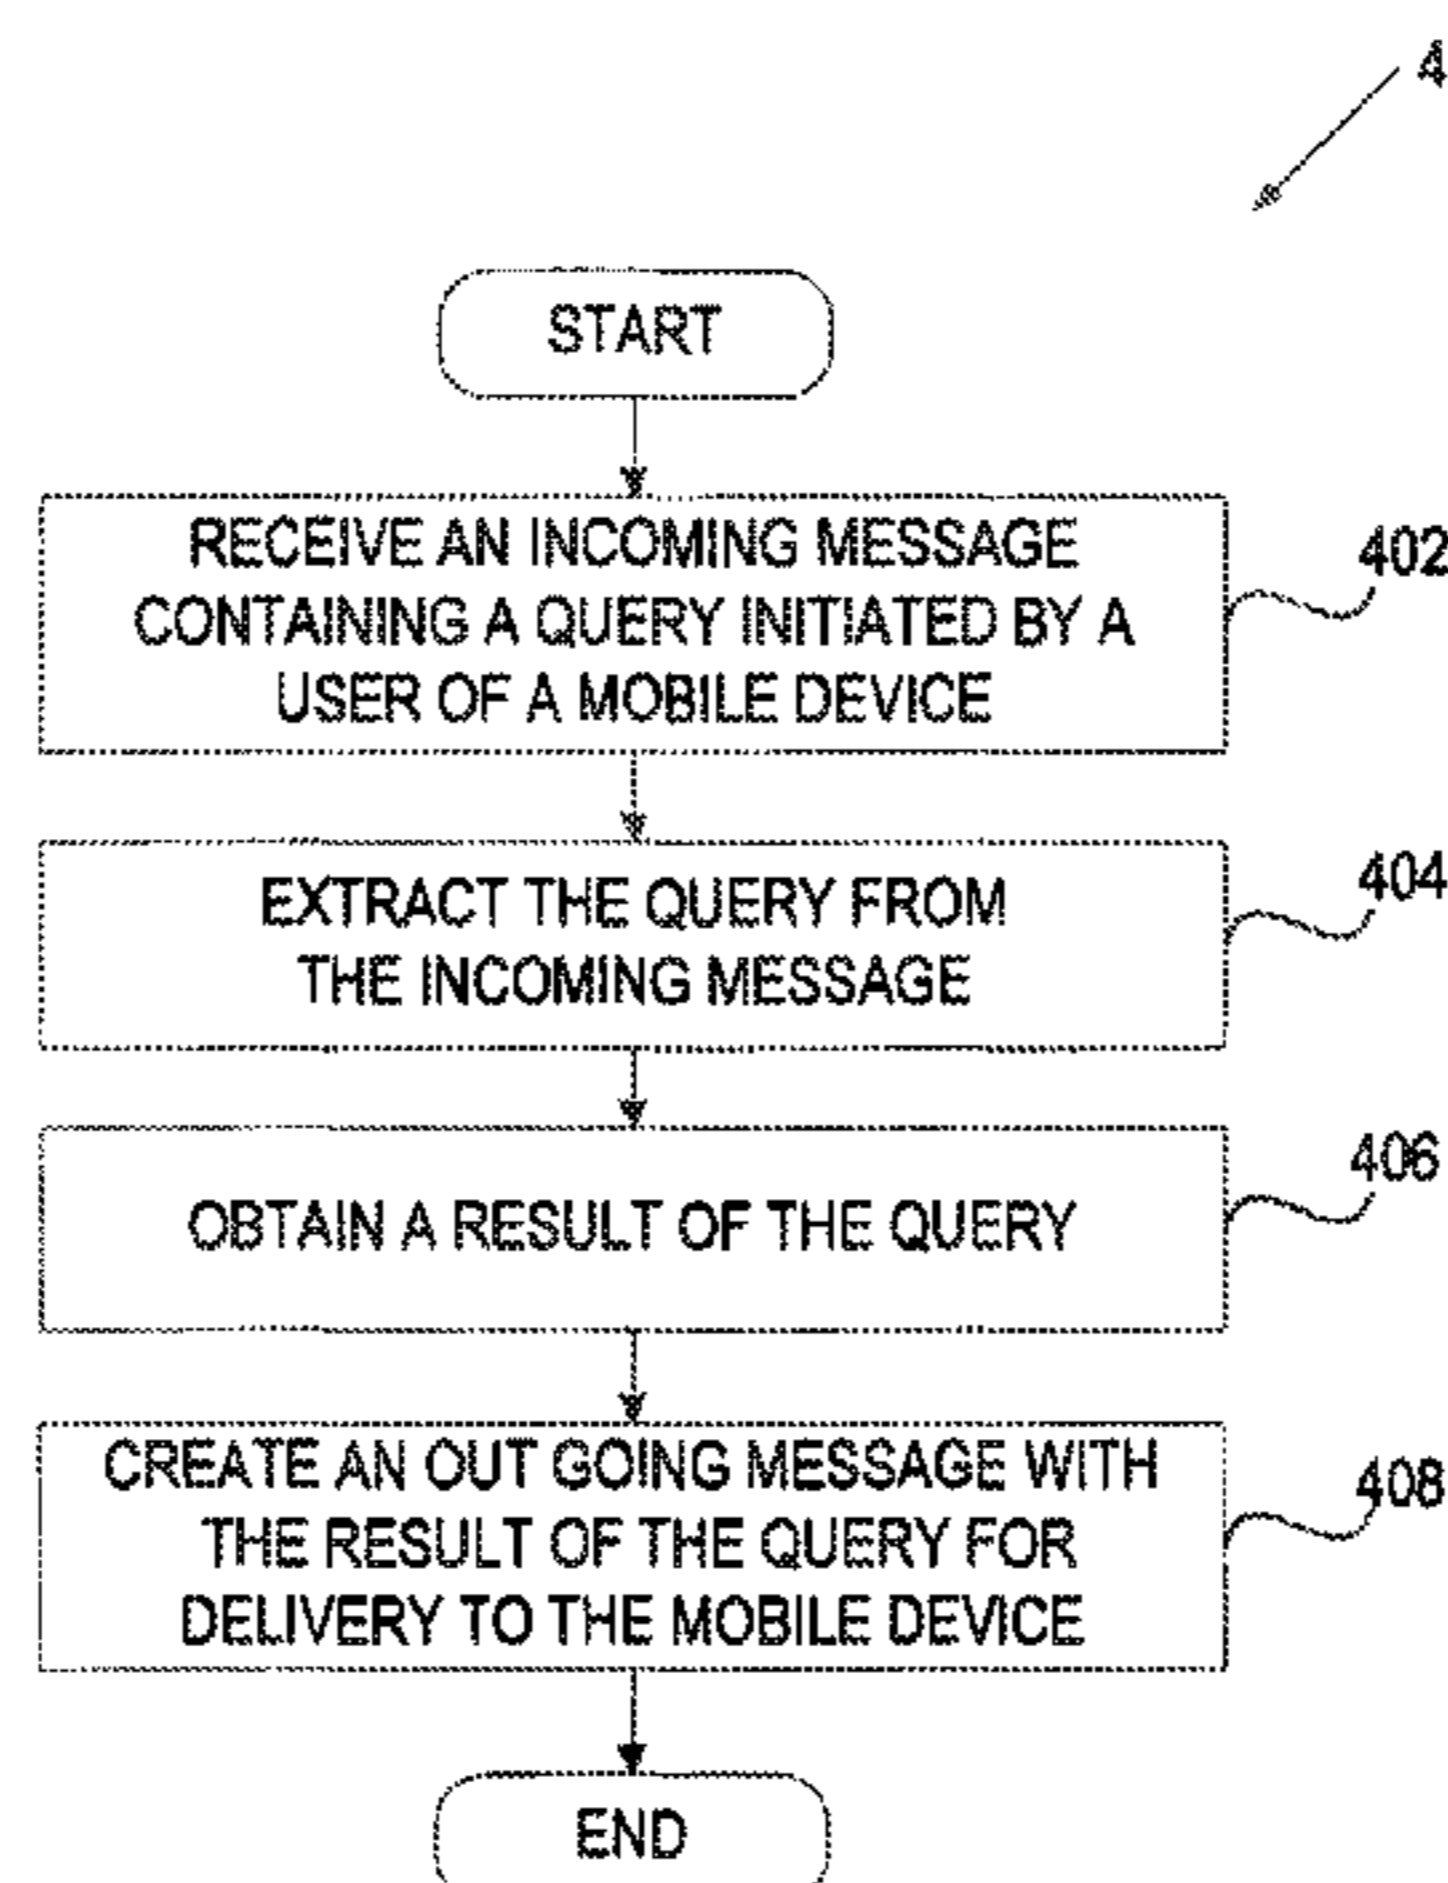 4
START
RECEIVE AN INCOMING MESSAGE
CONTAINING A QUERY INITIATED BY A
USER OF A MOBILE DEVICE
402
EXTRACT THE QUERY FROM
THE INCOMING MESSAGE
404
OBTAIN A RESULT OF THE QUERY
406
CREATE AN OUT GOING MESSAGE WITH
THE RESULT OF THE QUERY FOR
DELIVERY TO THE MOBILE DEVICE
408
END